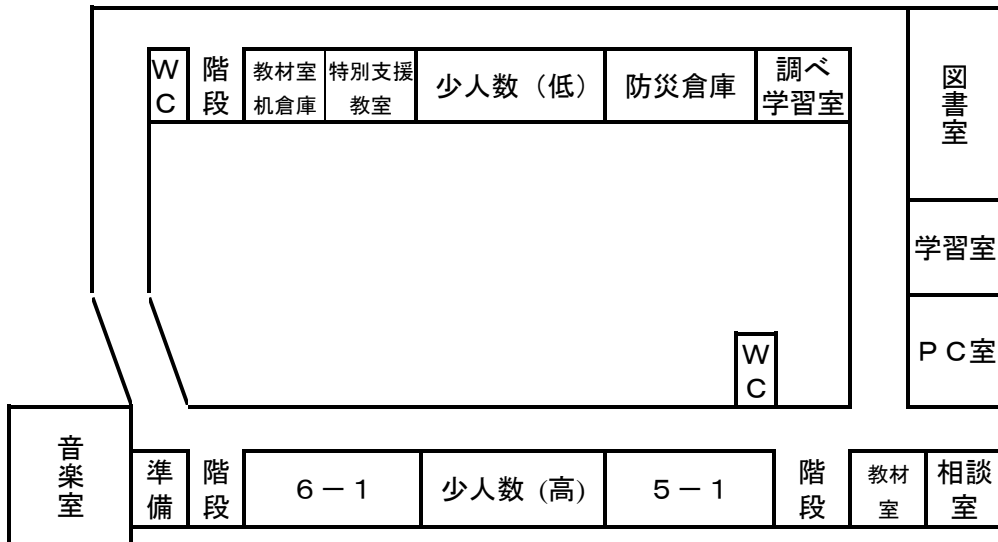 WC
階段
教材室
机倉庫
特別支援
教室
少人数（低）
防災倉庫
調べ
学習室
図書室
学習室
ＰＣ室
WC
音楽室
準備
階段
６－１
少人数 (高)
５－１
階段
教材
室
相談
室